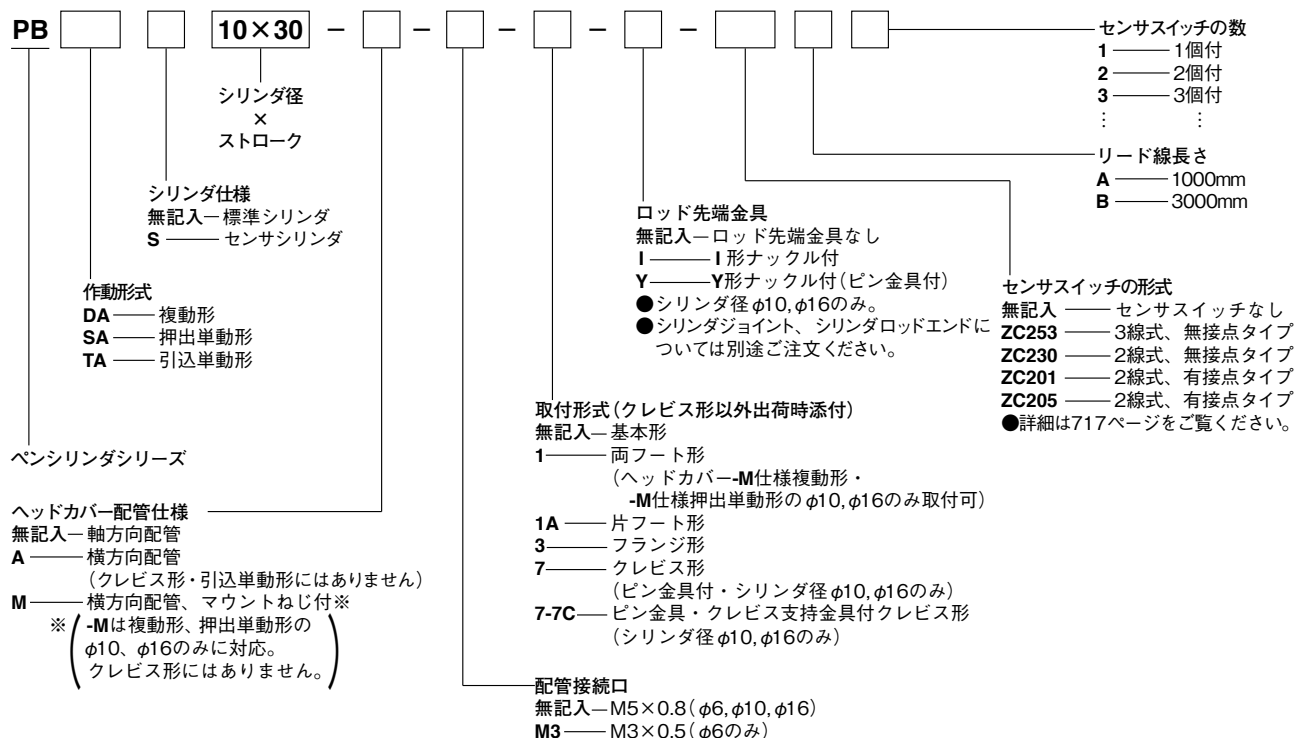 PB 10×30 － － － － －
シリンダ径
×
ストローク
シリンダ仕様
無記入─標準シリンダ
S ── センサシリンダ
作動形式
DA ── 複動形
SA ── 押出単動形
TA ── 引込単動形
ペンシリンダシリーズ
ヘッドカバー配管仕様
無記入─軸方向配管
A ── 横方向配管
(クレビス形・引込単動形にはありません)
M ── 横方向配管、マウントねじ付※
※ -Mは複動形、押出単動形の
φ10、φ16のみに対応。
クレビス形にはありません。
配管接続口
無記入─M5×0.8(φ6,φ10,φ16)
M3 ── M3×0.5(φ6のみ)
取付形式(クレビス形以外出荷時添付)
無記入─基本形
1 ── 両フート形
(ヘッドカバー-M仕様複動形・
-M仕様押出単動形のφ10,φ16のみ取付可)
1A ── 片フート形
3 ── フランジ形
7 ── クレビス形
(ピン金具付・シリンダ径φ10,φ16のみ)
7-7C ── ピン金具・クレビス支持金具付クレビス形
(シリンダ径φ10,φ16のみ)
ロッド先端金具
無記入─ロッド先端金具なし
I ── I形ナックル付
Y ── Y形ナックル付(ピン金具付)
●シリンダ径φ10,φ16のみ。
●シリンダジョイント、シリンダロッドエンドに
ついては別途ご注文ください。
センサスイッチの形式
無記入 ── センサスイッチなし
ZC253 ── 3線式、無接点タイプ
ZC230 ── 2線式、無接点タイプ
ZC201 ── 2線式、有接点タイプ
ZC205 ── 2線式、有接点タイプ
●詳細は717ページをご覧ください。
リード線長さ
A ── 1000mm
B ── 3000mm
センサスイッチの数
1 ── 1個付
2 ── 2個付
3 ── 3個付
⋮ ⋮